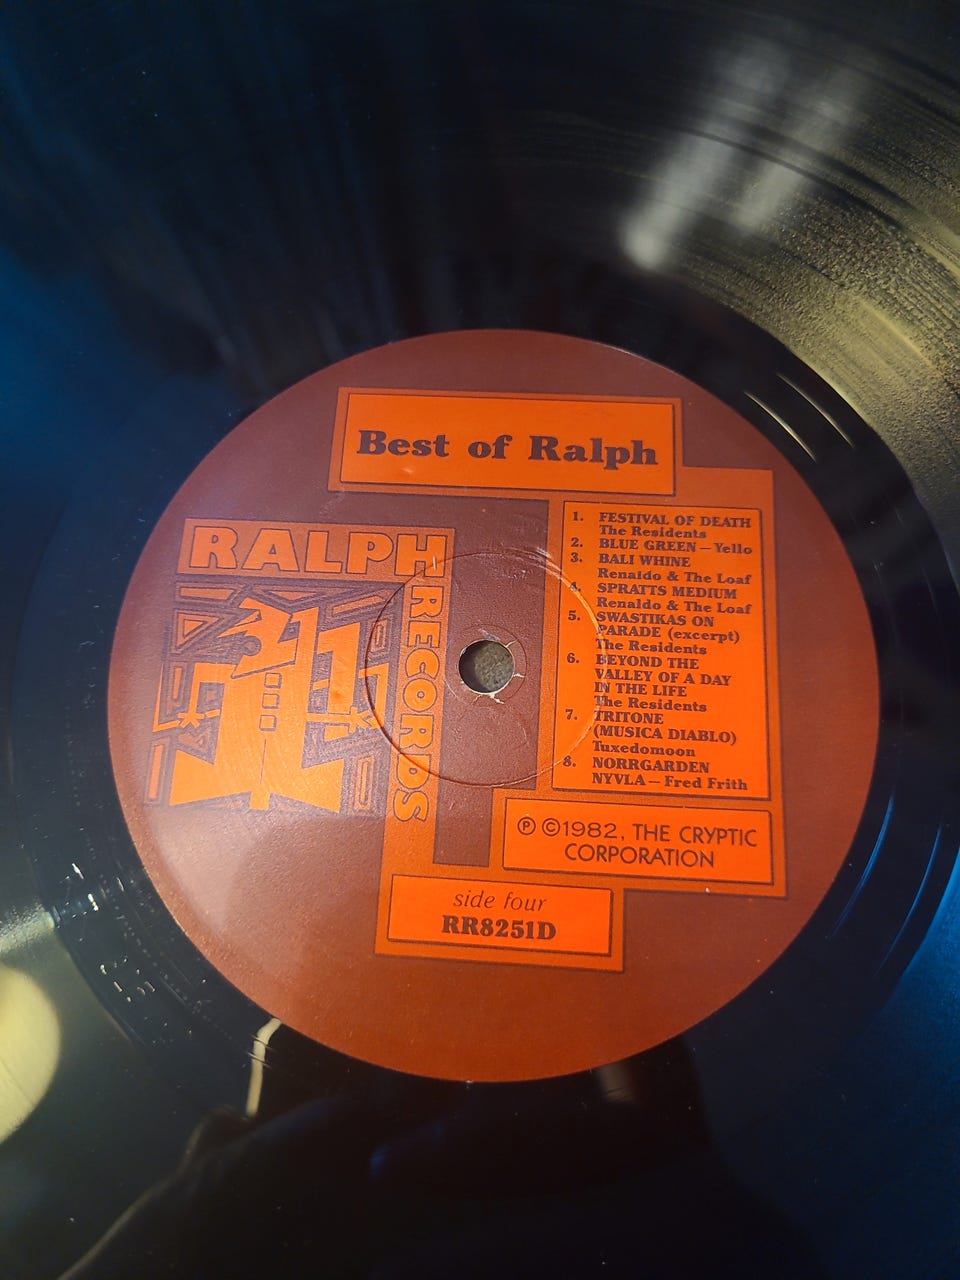 Best of Ralph
RALPH
RECORDS
1. FESTIVAL OF DEATH
The Residents
2. BLUE GREEN — Yello
3. BALI WHINE
Renaldo & The Loaf
4. SPRATTS MEDIUM
Renaldo & The Loaf
5. SWASTIKAS ON
PARADE (excerpt)
The Residents
6. BEYOND THE
VALLEY OF A DAY
IN THE LIFE
The Residents
7. TRITONE
(MUSICA DIABLO)
Tuxedomoon
8. NORRGARDEN
NYVLA — Fred Frith
℗ ©1982, THE CRYPTIC
CORPORATION
side four
RR8251D